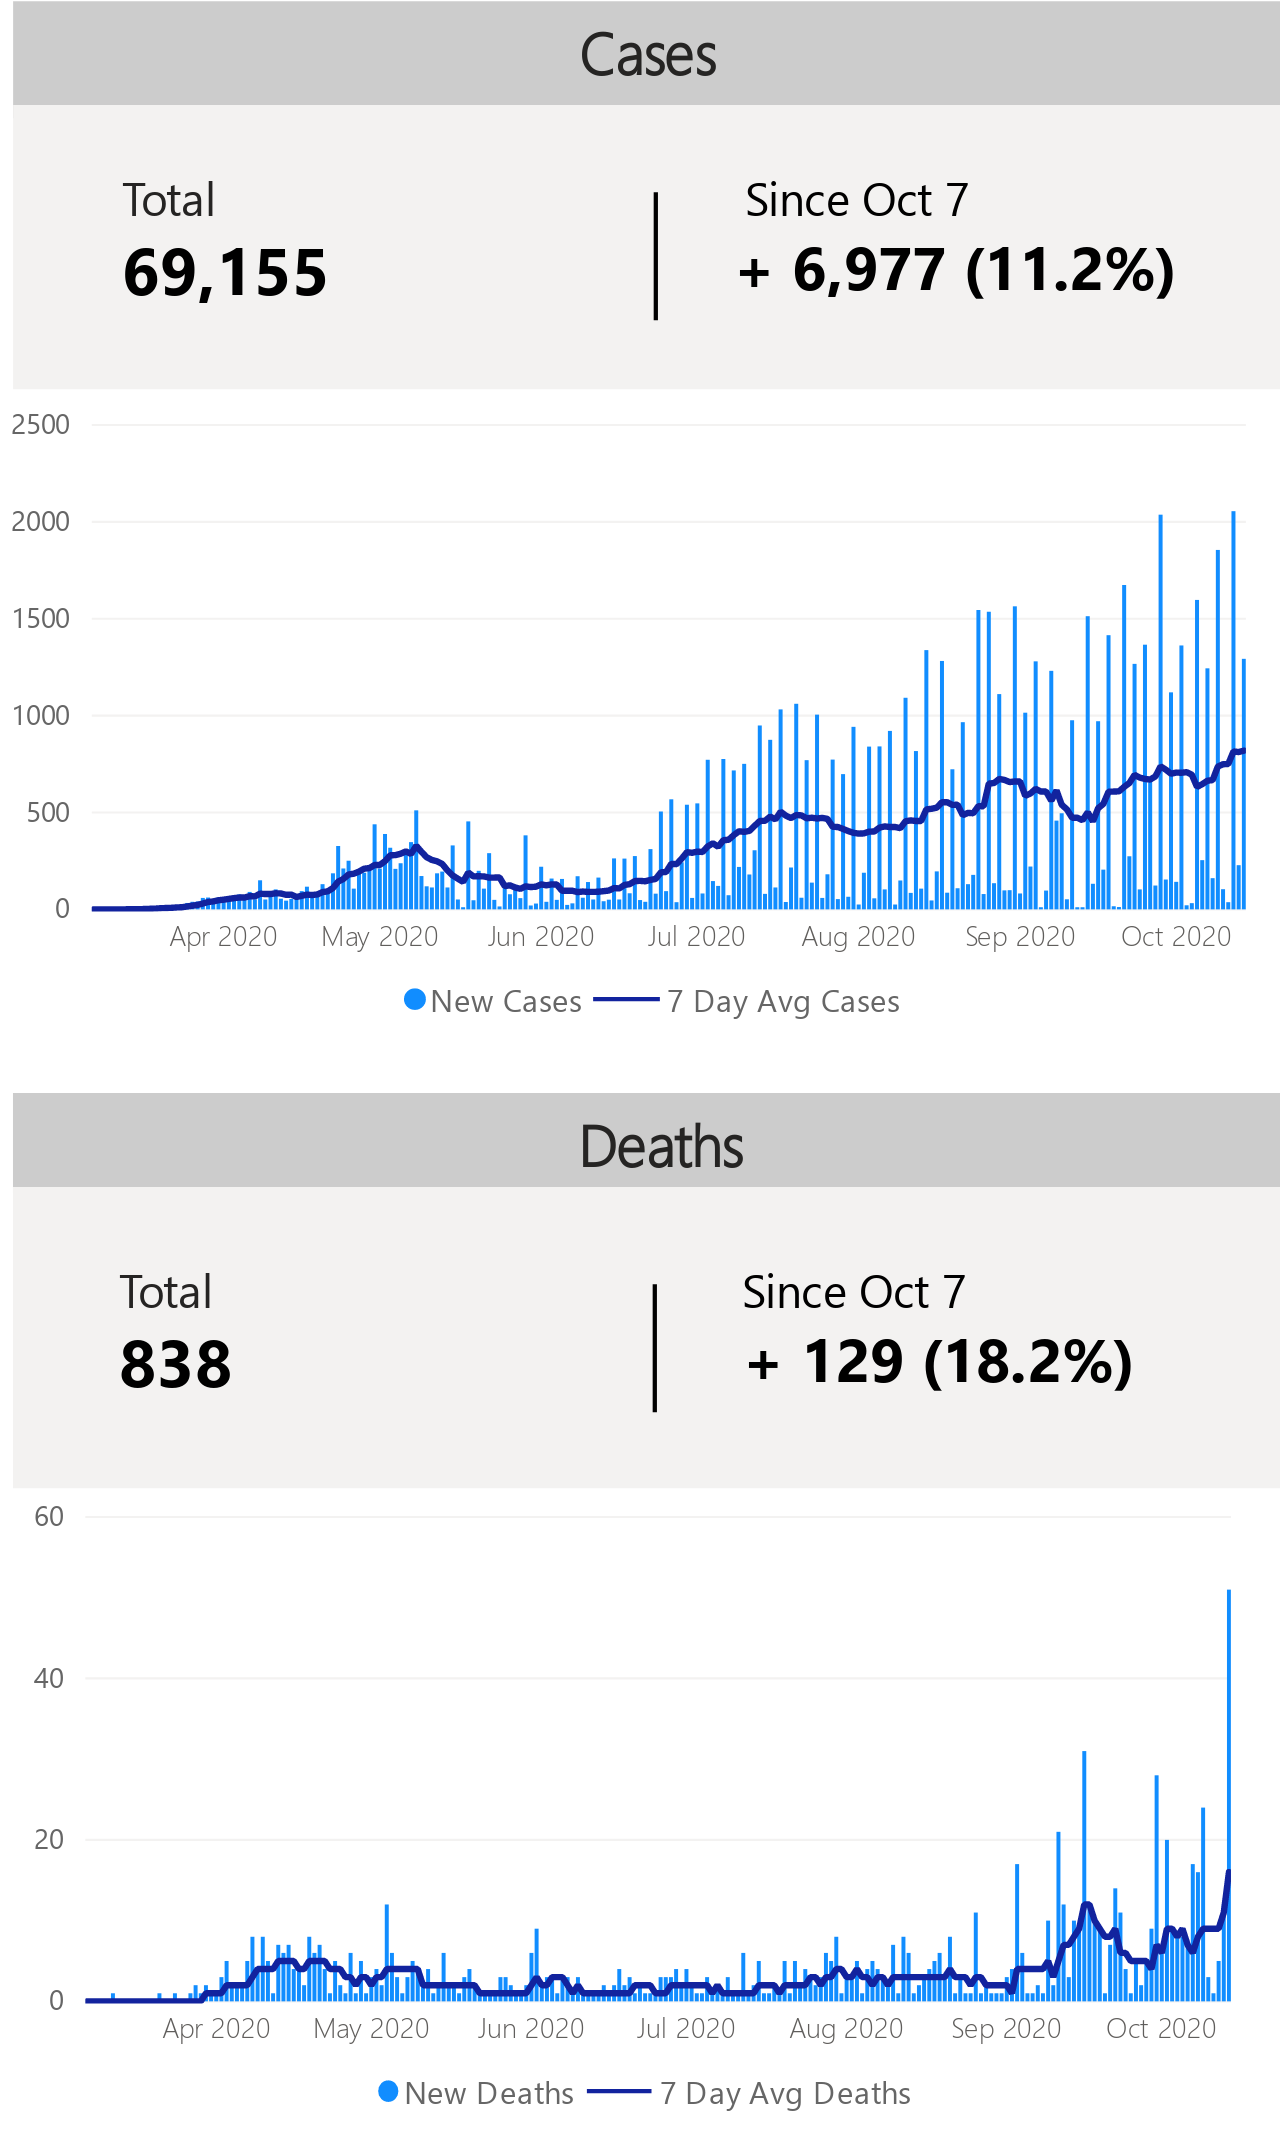 Cases
Total
Since Oct 7
69,155
+ 6,977 (11.2%)
2500
2000
1500
1000
500
0
Apr 2020 May 2020 Jun 2020 Jul 2020 Aug 2020 Sep 2020 Oct 2020
New Cases 7 Day Avg Cases
Deaths
Total
Since Oct 7
838
+ 129 (18.2%)
60
40
20
0
Apr 2020 May 2020 Jun 2020 Jul 2020 Aug 2020 Sep 2020 Oct 2020
New Deaths 7 Day Avg Deaths